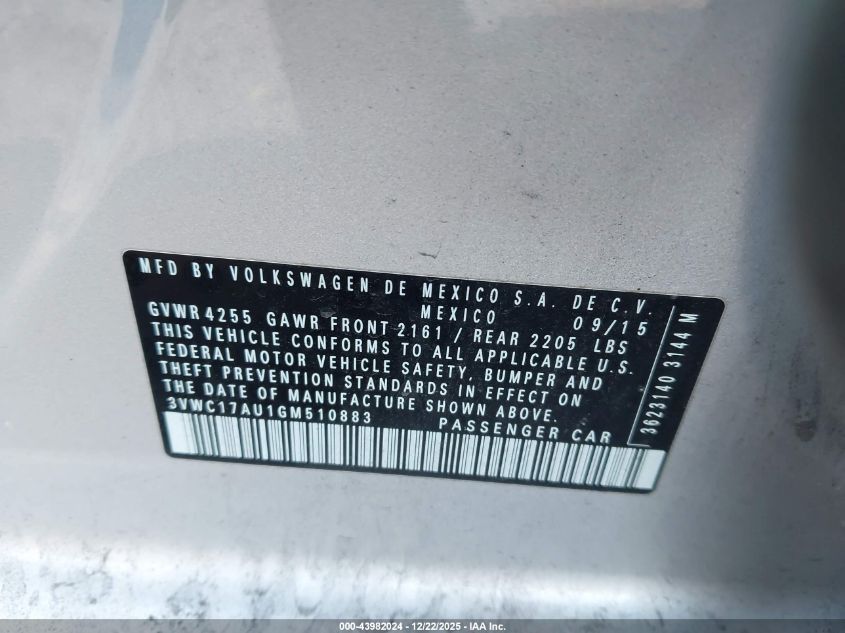 MFD BY VOLKSWAGEN DE MEXICO S.A. DE C.V.
MEXICO 09/15
GVWR 4255 GAWR FRONT 2161 / REAR 2205 LBS
THIS VEHICLE CONFORMS TO ALL APPLICABLE U.S.
FEDERAL MOTOR VEHICLE SAFETY, BUMPER AND
THEFT PREVENTION STANDARDS IN EFFECT ON
THE DATE OF MANUFACTURE SHOWN ABOVE.
3VWC17AU1GM510883 PASSENGER CAR
3623140 3144 M
000-43982024 - 12/22/2025 - IAA Inc.